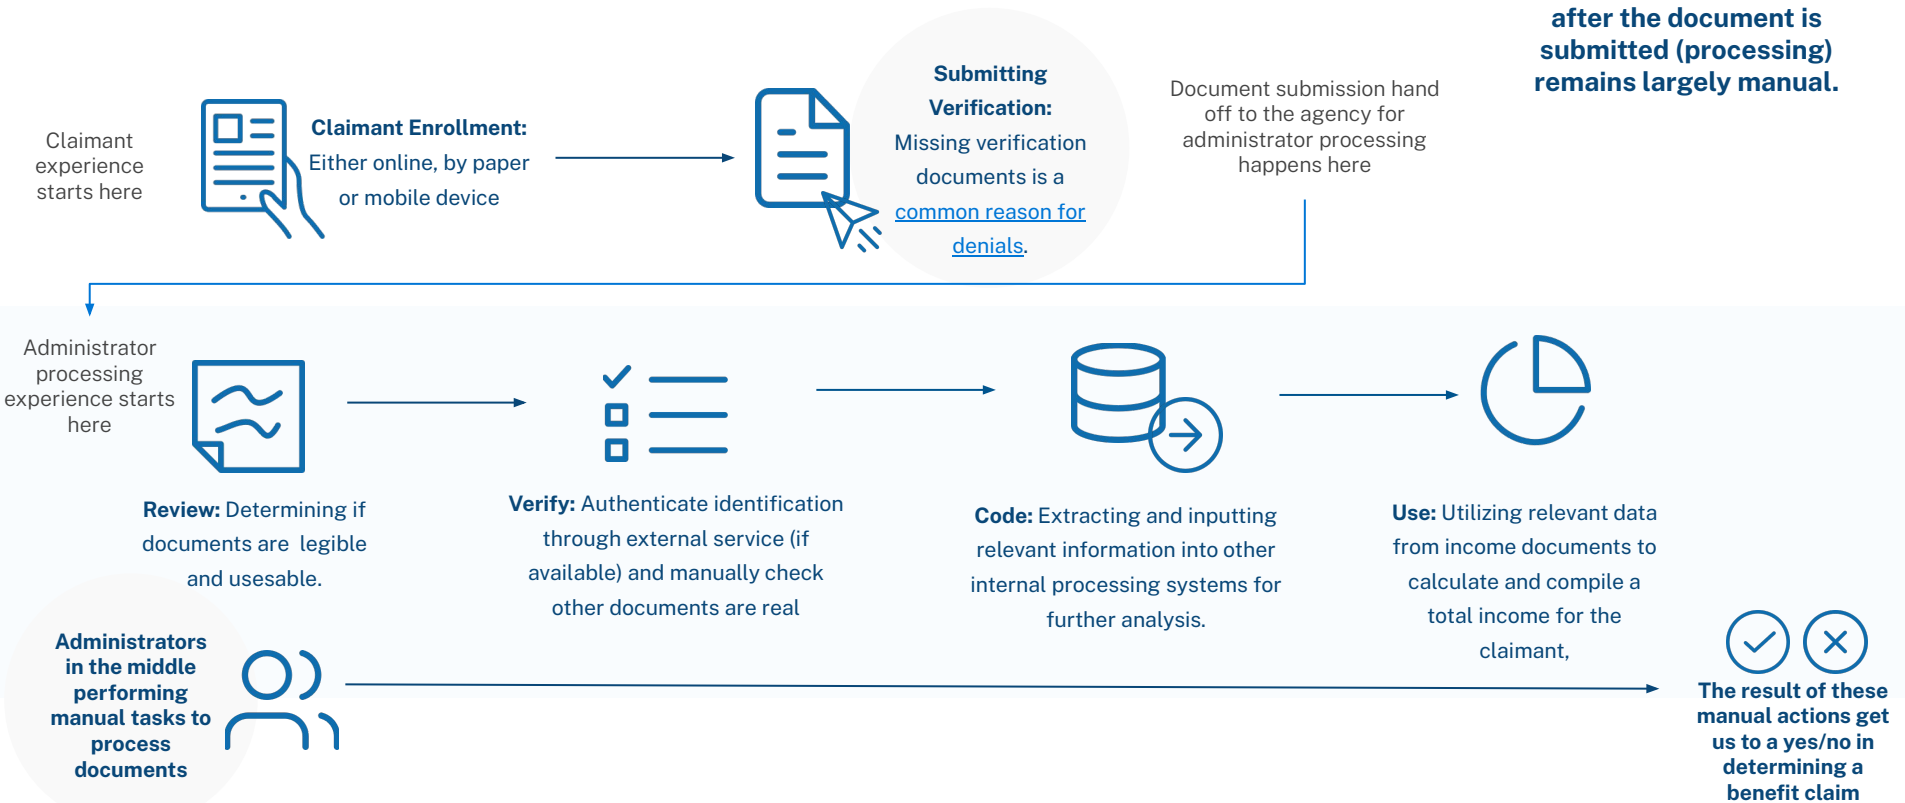 after the document is
submitted (processing)
remains largely manual.
Claimant
experience
starts here
Claimant Enrollment:
Either online, by paper
or mobile device
Submitting
Verification:
Missing verification
documents is a
common reason for
denials.
Document submission hand
off to the agency for
administrator processing
happens here
Administrator
processing
experience starts
here
Review: Determining if
documents are legible
and usesable.
Verify: Authenticate identification
through external service (if
available) and manually check
other documents are real
Code: Extracting and inputting
relevant information into other
internal processing systems for
further analysis.
Use: Utilizing relevant data
from income documents to
calculate and compile a
total income for the
claimant,
Administrators
in the middle
performing
manual tasks to
process
documents
The result of these
manual actions get
us to a yes/no in
determining a
benefit claim